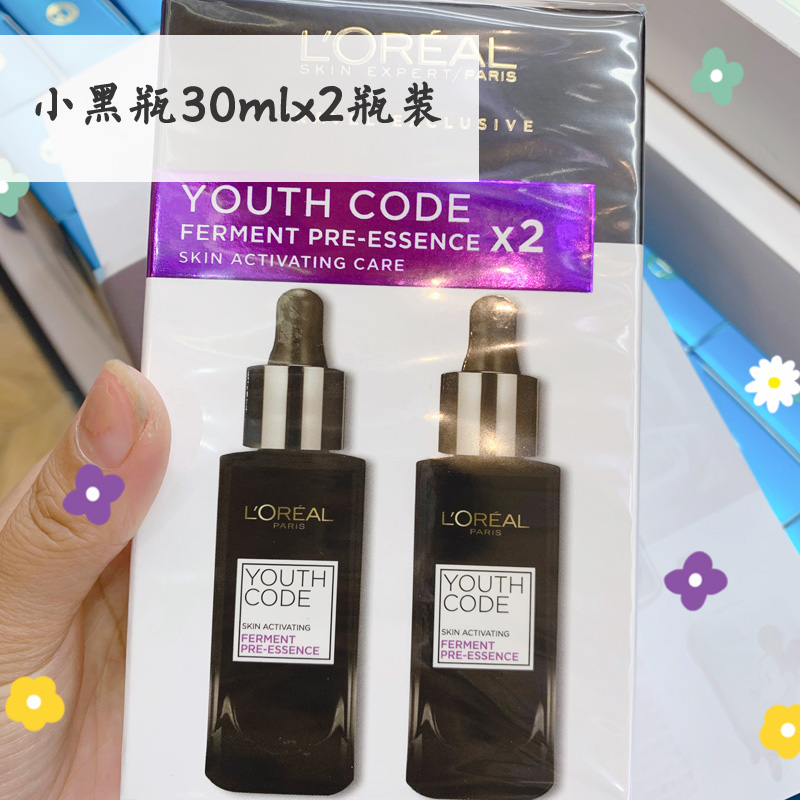 L'ORÉAL
SKIN EXPERT/PARIS
小黑瓶30mlx2瓶装
EXCLUSIVE
YOUTH CODE
FERMENT PRE-ESSENCE X2
SKIN ACTIVATING CARE
L'ORÉAL
PARIS
YOUTH
CODE
SKIN ACTIVATING
FERMENT
PRE-ESSENCE
L'ORÉAL
PARIS
YOUTH
CODE
SKIN ACTIVATING
FERMENT
PRE-ESSENCE